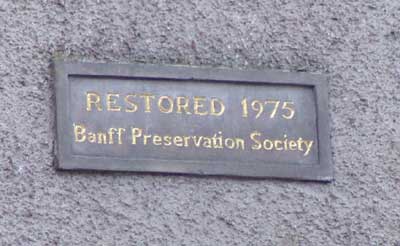 RESTORED 1975
Banff Preservation Society